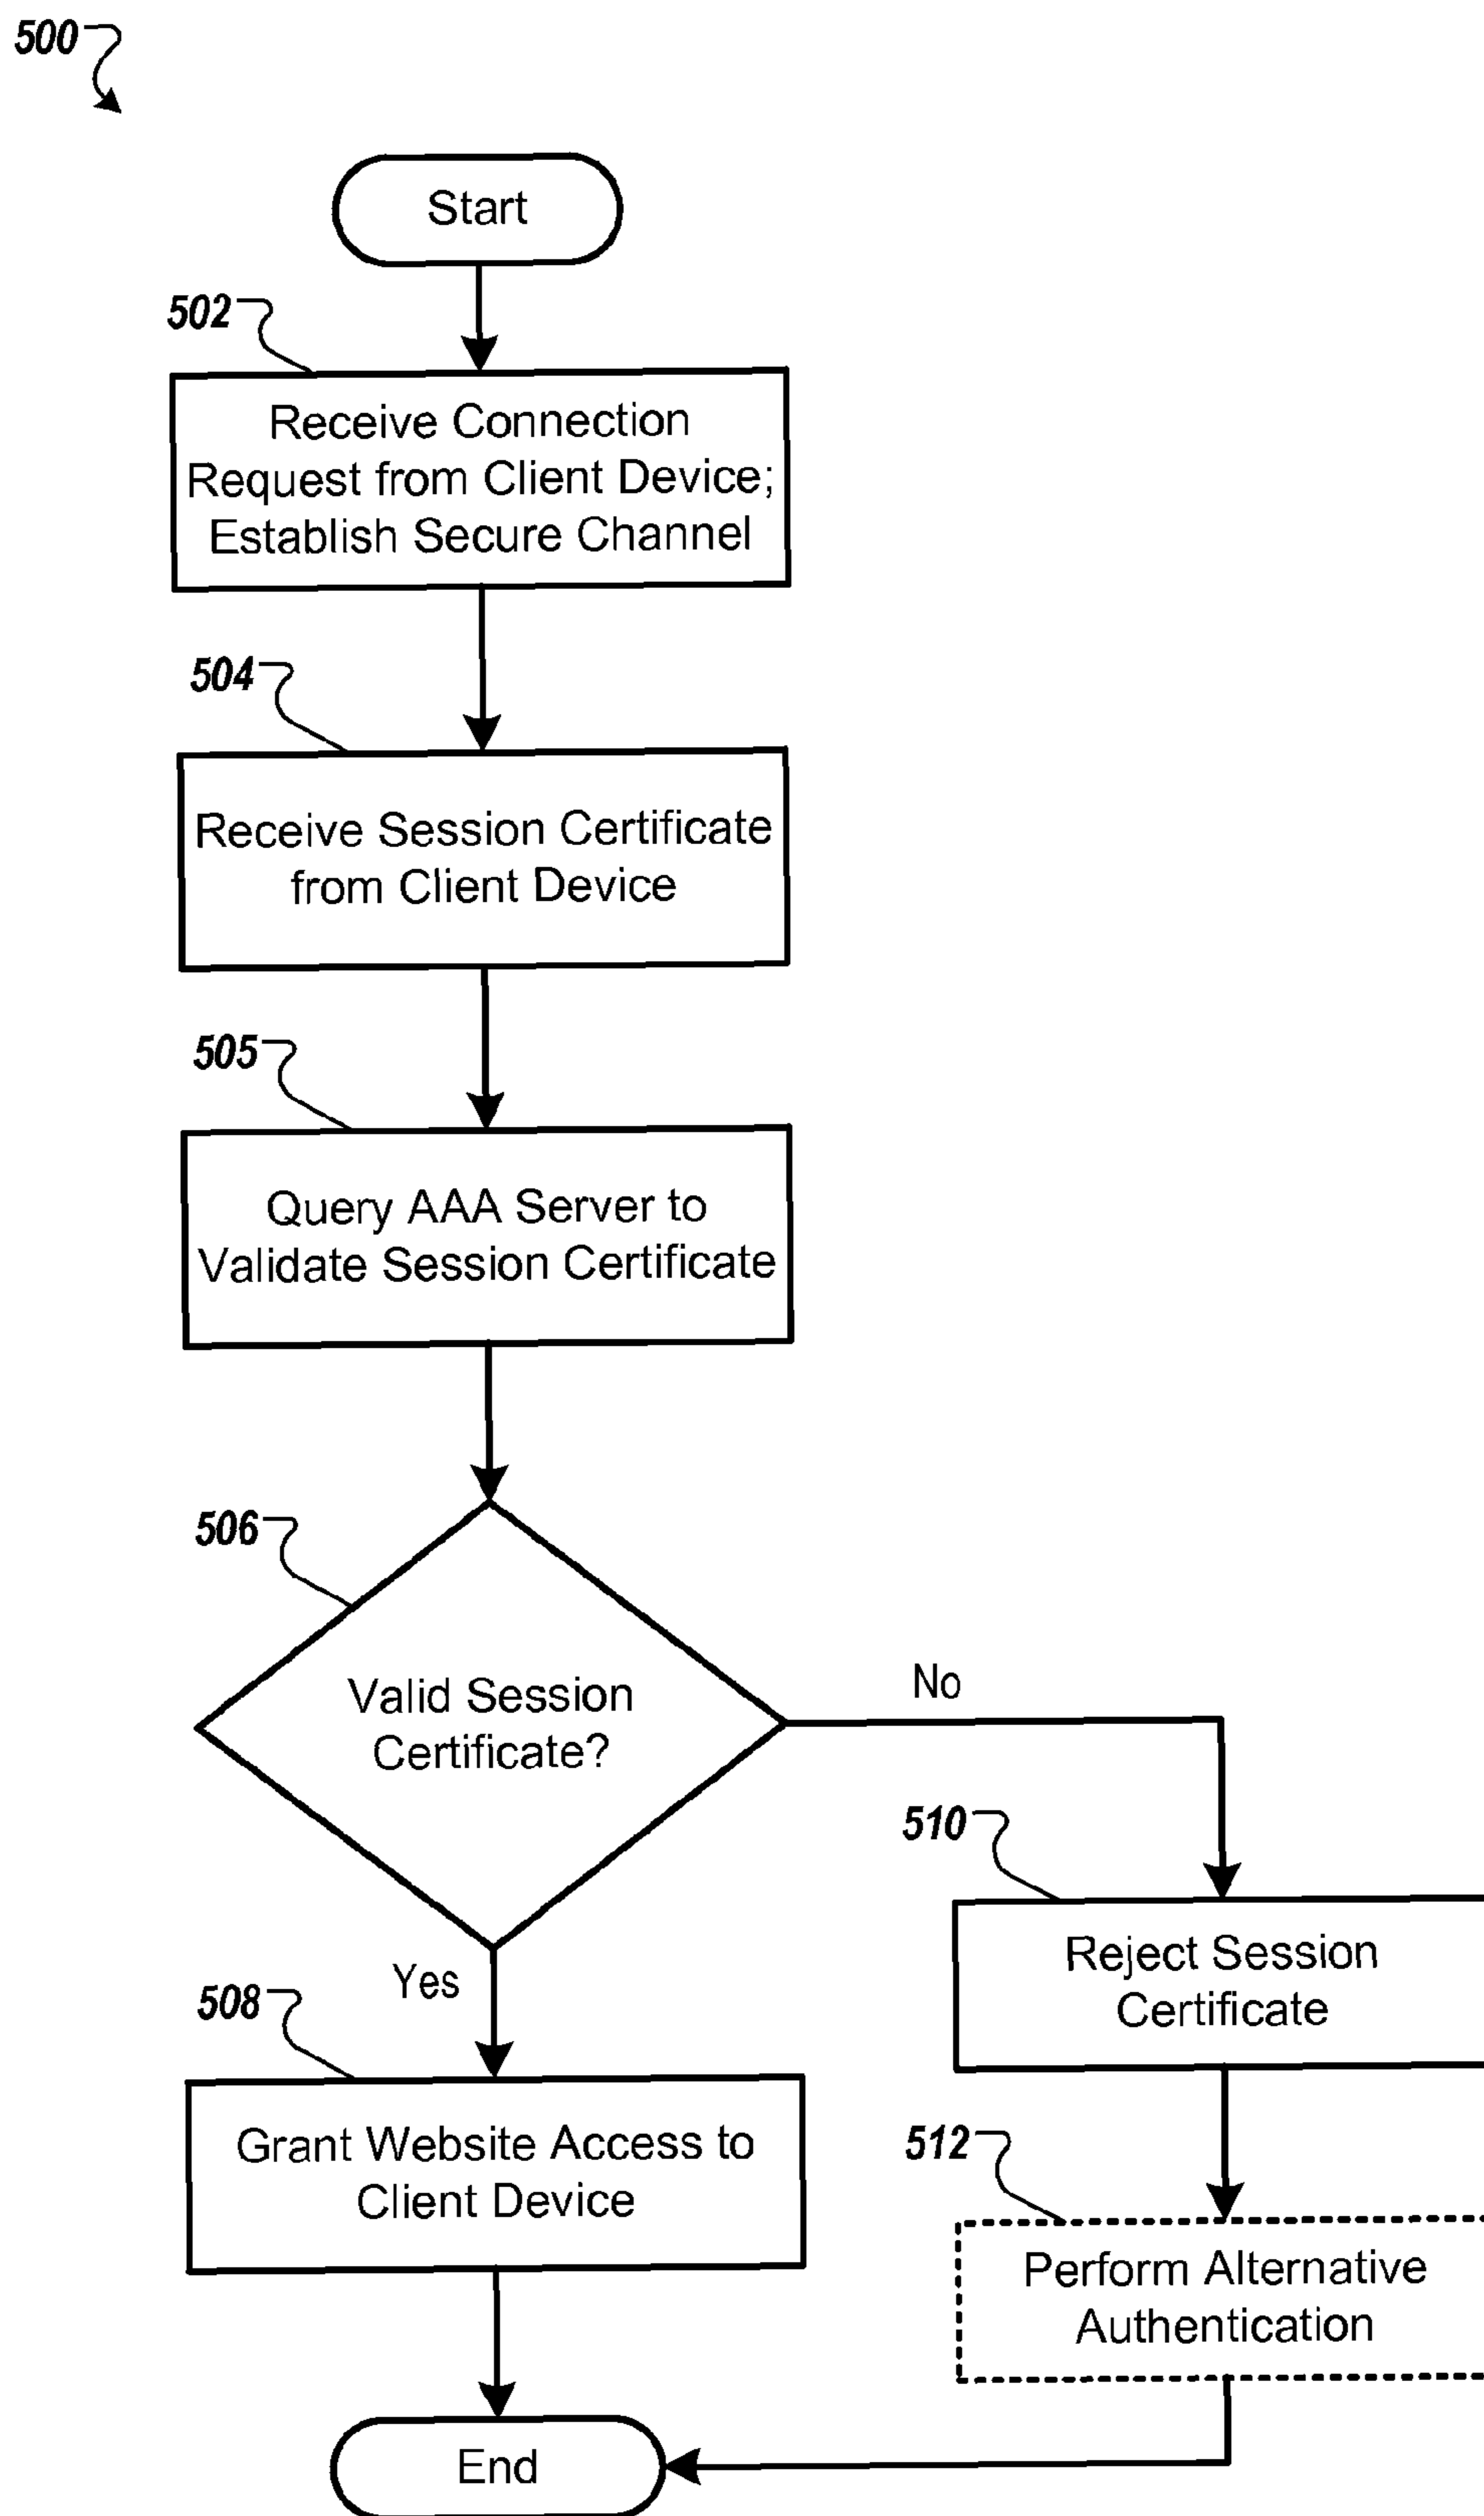 500
Start
502
Receive Connection
Request from Client Device;
Establish Secure Channel
504
Receive Session Certificate
from Client Device
505
Query AAA Server to
Validate Session Certificate
506
Valid Session
Certificate?
No
Yes
510
Reject Session
Certificate
508
Grant Website Access to
Client Device
512
Perform Alternative
Authentication
End